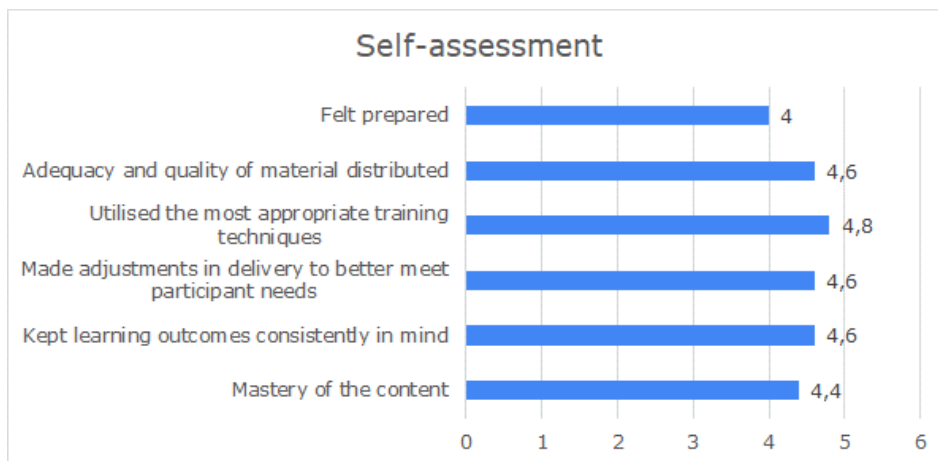 Self-assessment
Felt prepared
4
Adequacy and quality of material distributed
4,6
Utilised the most appropriate training
techniques
4,8
Made adjustments in delivery to better meet
participant needs
4,6
Kept learning outcomes consistently in mind
4,6
Mastery of the content
4,4
0 1 2 3 4 5 6